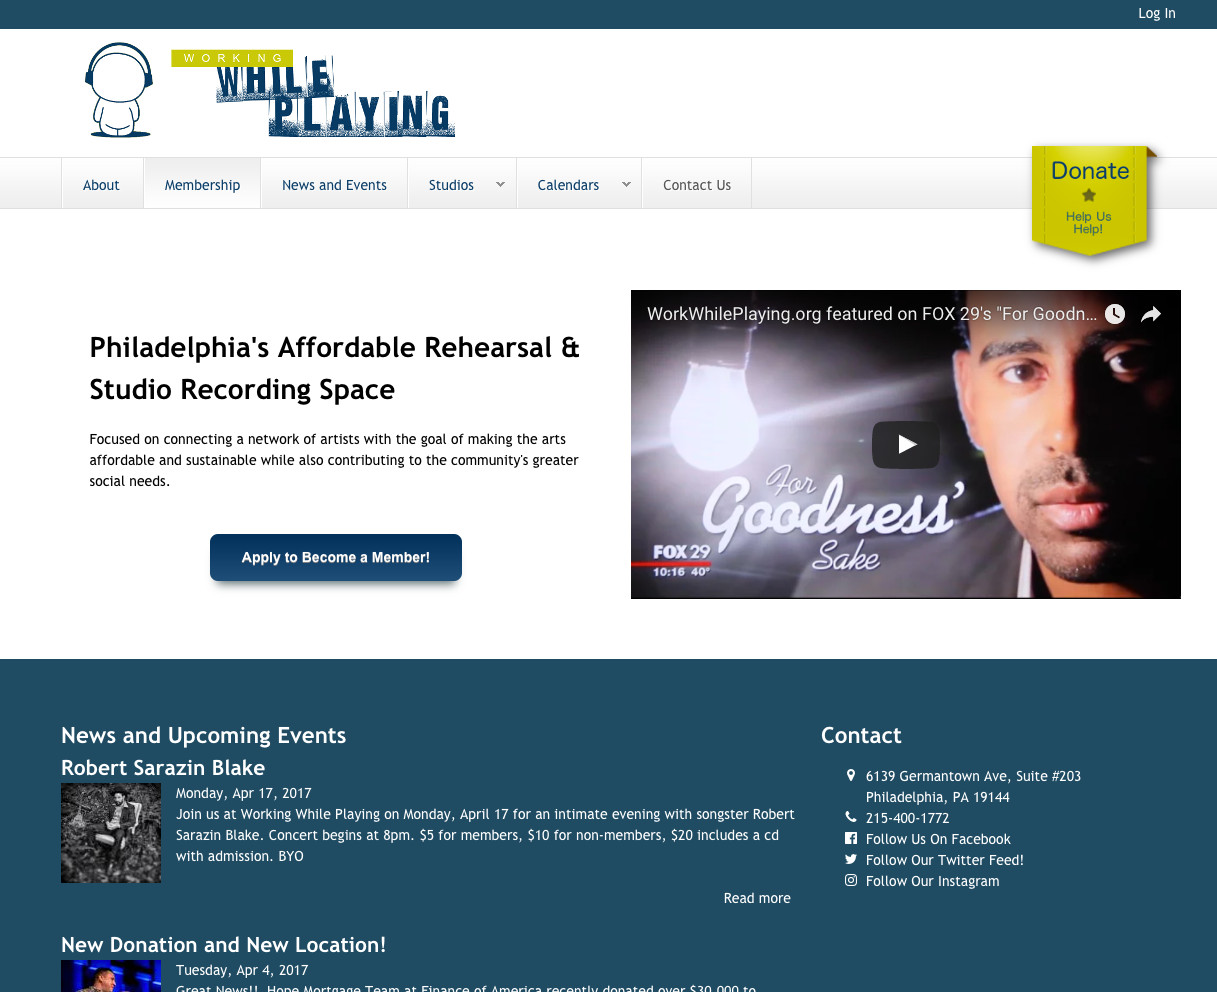 Log In
WORKING
WHILE
PLAYING
About
Membership
News and Events
Studios
Calendars
Contact Us
Donate
Help Us
Help!
Philadelphia's Affordable Rehearsal &
Studio Recording Space
Focused on connecting a network of artists with the goal of making the arts
affordable and sustainable while also contributing to the community's greater
social needs.
Apply to Become a Member!
WorkWhilePlaying.org featured on FOX 29's "For Goodn...
For
Goodness'
Sake
FOX 29
10:16 40°
News and Upcoming Events
Robert Sarazin Blake
Monday, Apr 17, 2017
Join us at Working While Playing on Monday, April 17 for an intimate evening with songster Robert
Sarazin Blake. Concert begins at 8pm. $5 for members, $10 for non-members, $20 includes a cd
with admission. BYO
Read more
New Donation and New Location!
Tuesday, Apr 4, 2017
Great News!! Hope Mortgage Team at Finance of America recently donated over $30,000 to
Contact
6139 Germantown Ave, Suite #203
Philadelphia, PA 19144
215-400-1772
Follow Us On Facebook
Follow Our Twitter Feed!
Follow Our Instagram